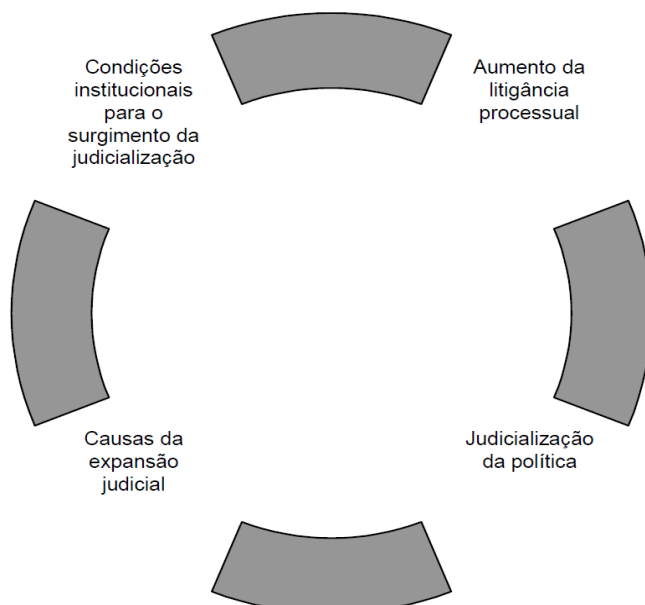 Condições
institucionais
para o
surgimento da
judicialização
Aumento da
litigância
processual
Causas da
expansão
judicial
Judicialização
da política